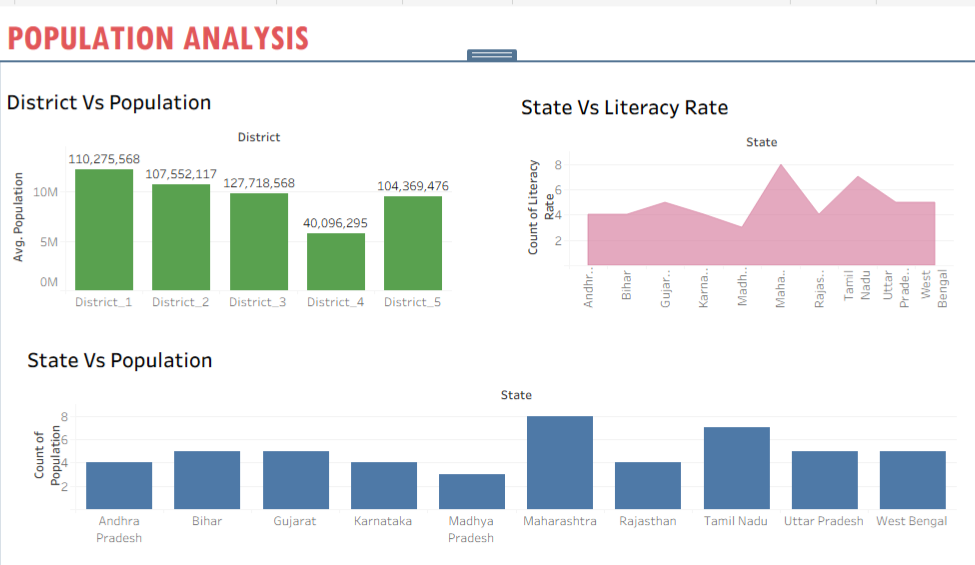 POPULATION ANALYSIS
District Vs Population
District
110,275,568
107,552,117
127,718,568
40,096,295
104,369,476
Avg. Population
10M
5M
0M
District_1
District_2
District_3
District_4
District_5
State Vs Literacy Rate
State
Count of Literacy
Rate
8
6
4
2
Andhr..
Bihar
Gujar..
Karna..
Madh..
Maha..
Rajas..
Tamil
Nadu
Uttar
Prade..
West
Bengal
State Vs Population
State
Count of
Population
8
6
4
2
Andhra
Pradesh
Bihar
Gujarat
Karnataka
Madhya
Pradesh
Maharashtra
Rajasthan
Tamil Nadu
Uttar Pradesh
West Bengal